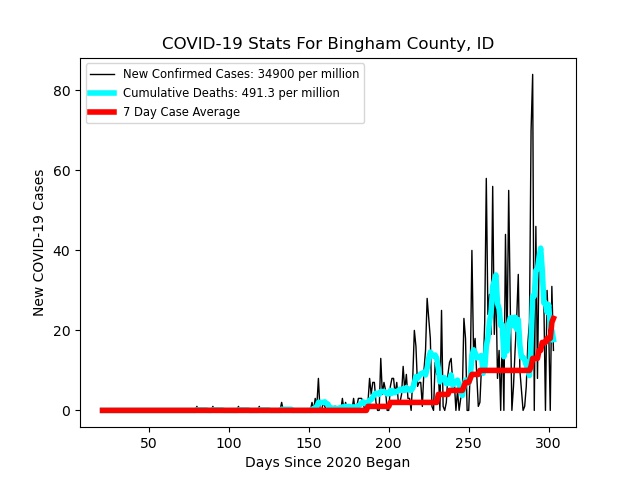 COVID-19 Stats For Bingham County, ID
New Confirmed Cases: 34900 per million
Cumulative Deaths: 491.3 per million
7 Day Case Average
80
60
40
20
0
New COVID-19 Cases
50 100 150 200 250 300
Days Since 2020 Began